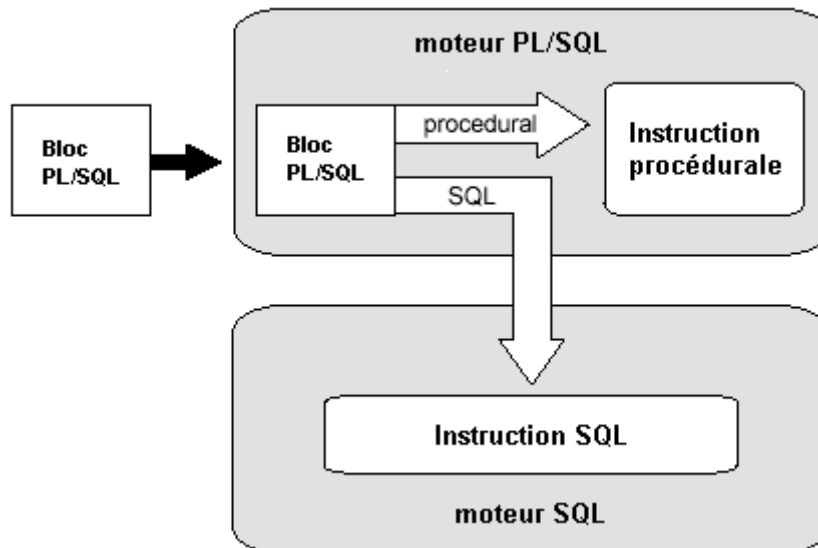 moteur PL/SQL
Bloc
PL/SQL
Bloc
PL/SQL
procedural
SQL
Instruction
procédurale
Instruction SQL
moteur SQL